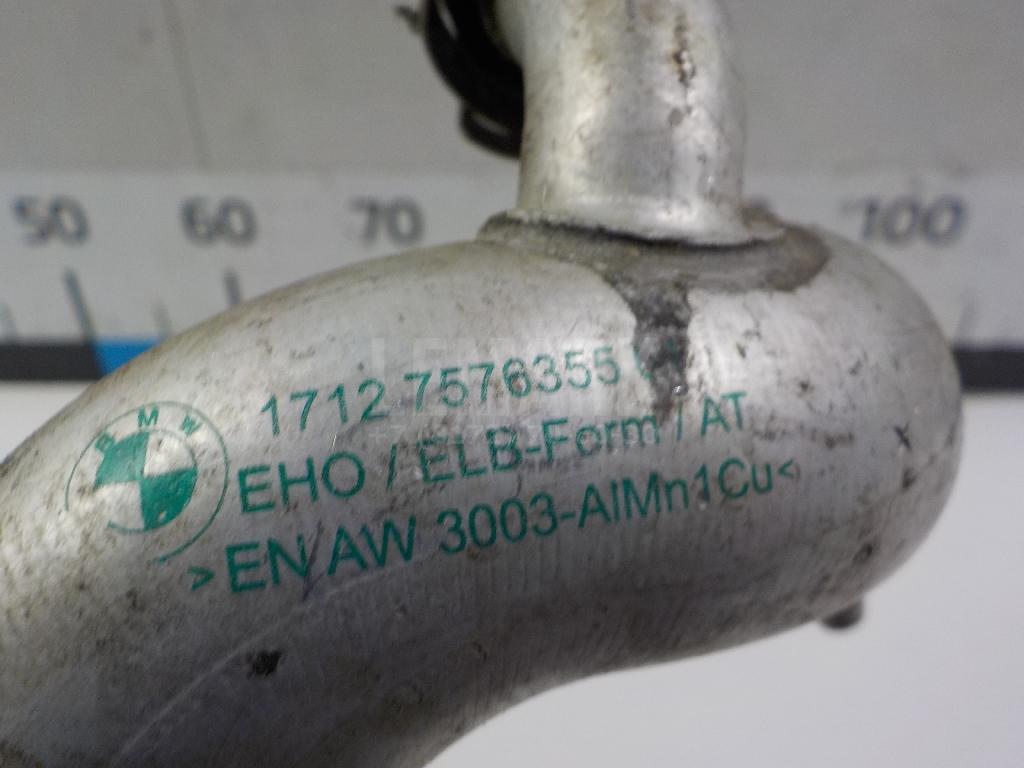 50 60 70 100
1712 7576355
BMW
EHO / ELB-Form / AT
>EN AW 3003-AlMn1Cu<